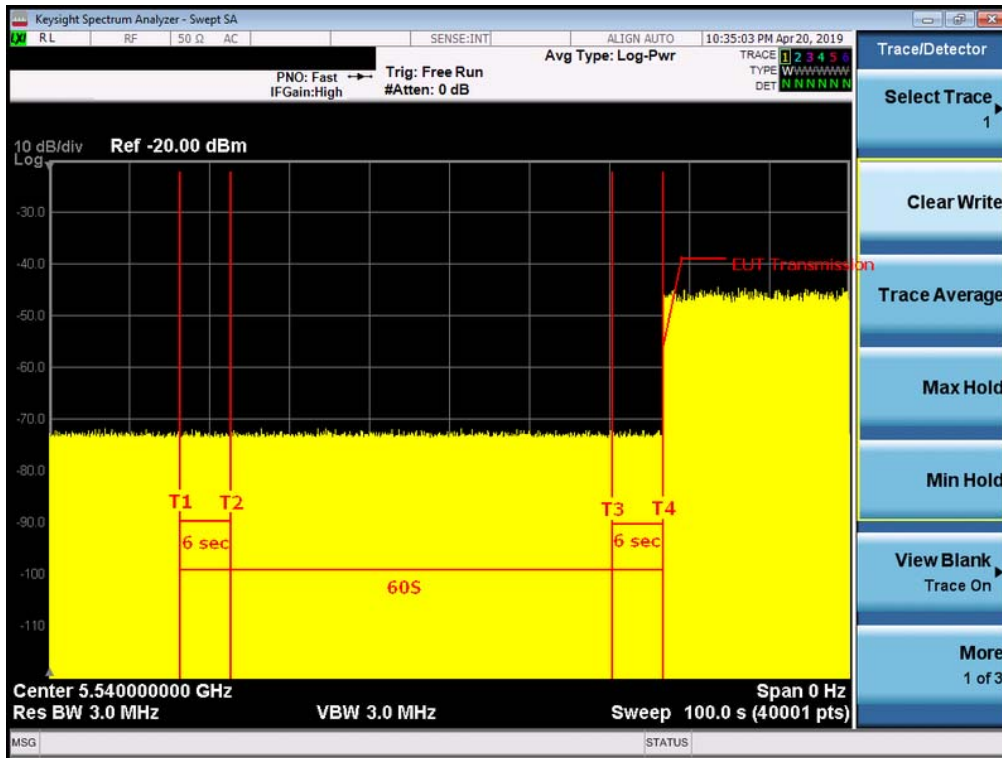 Keysight Spectrum Analyzer - Swept SA
LXI RL RF 50 Ω AC SENSE:INT ALIGN AUTO 10:35:03 PM Apr 20, 2019
Avg Type: Log-Pwr
TRACE 1 2 3 4 5 6
PNO: Fast Trig: Free Run
TYPE WWWWWW
IFGain:High #Atten: 0 dB
DET N N N N N N
10 dB/div Ref -20.00 dBm
Log
-30.0
-40.0
EUT Transmission
-50.0
-60.0
-70.0
-80.0
T1 T2 T3 T4
-90.0
6 sec 6 sec
-100
60S
-110
Center 5.540000000 GHz Span 0 Hz
Res BW 3.0 MHz VBW 3.0 MHz Sweep 100.0 s (40001 pts)
MSG STATUS
Trace/Detector
Select Trace
1
Clear Write
Trace Average
Max Hold
Min Hold
View Blank
Trace On
More
1 of 3